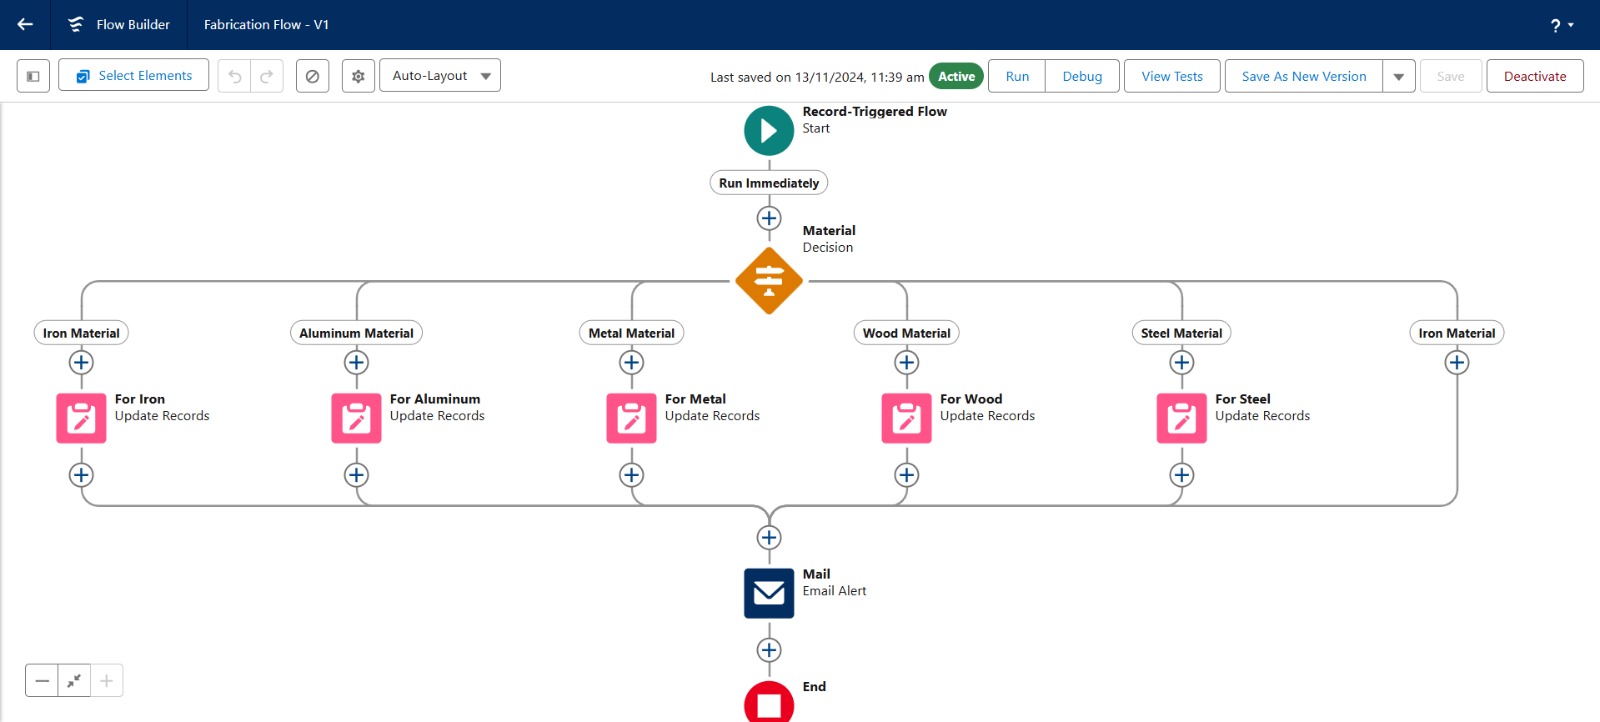 Flow Builder
Fabrication Flow - V1
?
Select Elements
Auto-Layout
Last saved on 13/11/2024, 11:39 am
Active
Run
Debug
View Tests
Save As New Version
Save
Deactivate
Record-Triggered Flow
Start
Run Immediately
Material
Decision
Iron Material
Aluminum Material
Metal Material
Wood Material
Steel Material
Iron Material
For Iron
Update Records
For Aluminum
Update Records
For Metal
Update Records
For Wood
Update Records
For Steel
Update Records
Mail
Email Alert
End